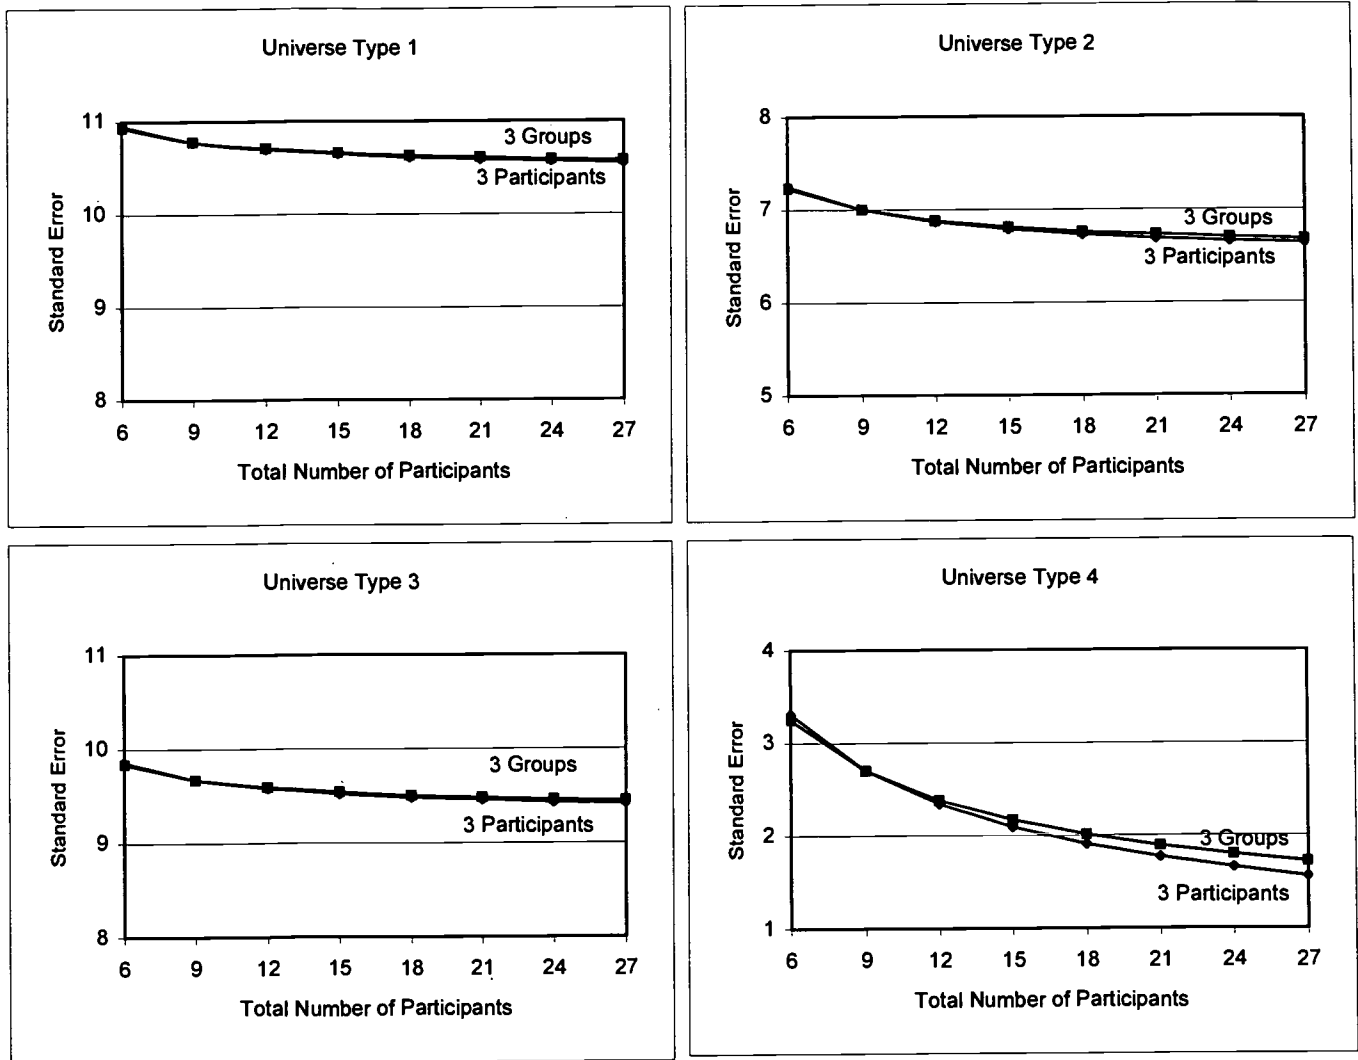 Universe Type 1
11
10
9
8
Standard Error
3 Groups
3 Participants
6 9 12 15 18 21 24 27
Total Number of Participants
Universe Type 2
8
7
6
5
Standard Error
3 Groups
3 Participants
6 9 12 15 18 21 24 27
Total Number of Participants
Universe Type 3
11
10
9
8
Standard Error
3 Groups
3 Participants
6 9 12 15 18 21 24 27
Total Number of Participants
Universe Type 4
4
3
2
1
Standard Error
3 Groups
3 Participants
6 9 12 15 18 21 24 27
Total Number of Participants